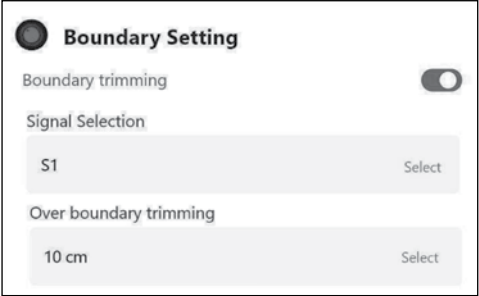 Boundary Setting
Boundary trimming
Signal Selection
S1 Select
Over boundary trimming
10 cm Select